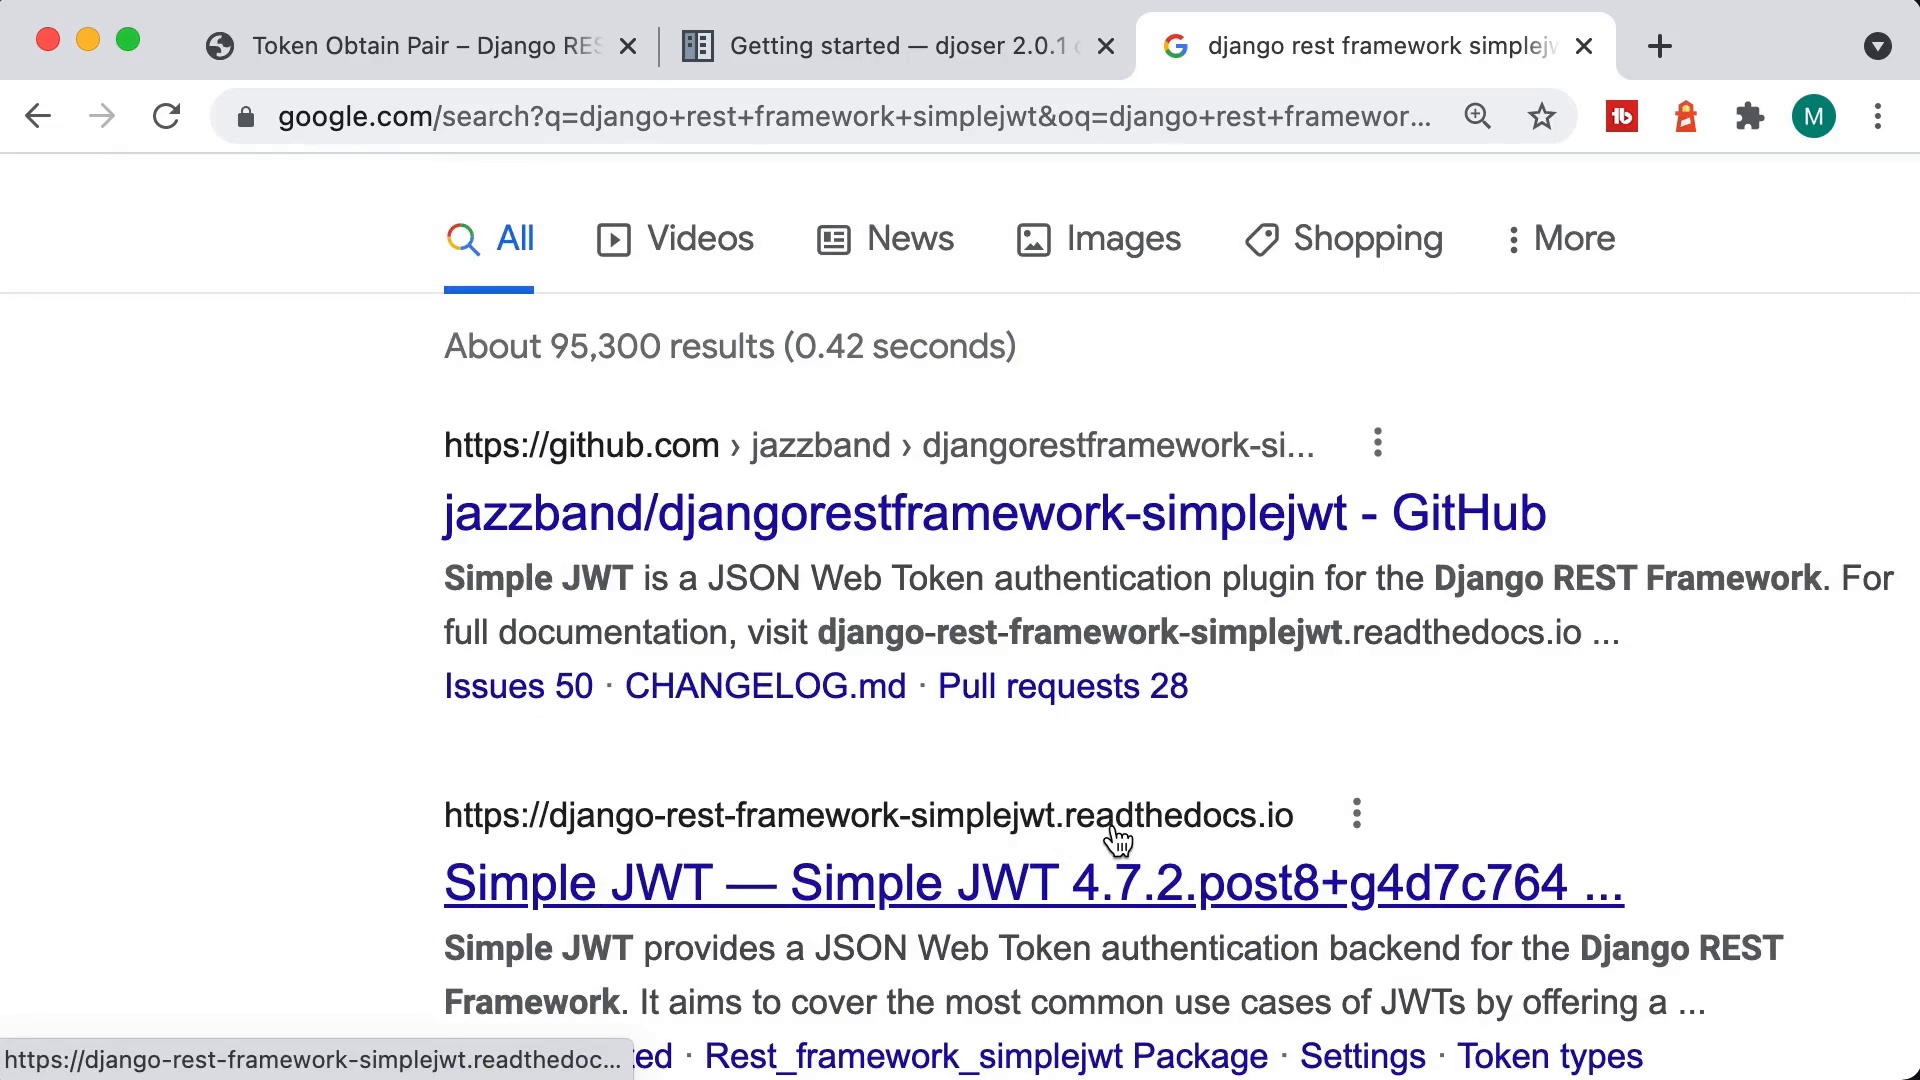 Token Obtain Pair – Django RES
Getting started — djoser 2.0.1
django rest framework simplejw
google.com/search?q=django+rest+framework+simplejwt&oq=django+rest+framewor...
M
All
Videos
News
Images
Shopping
More
About 95,300 results (0.42 seconds)
https://github.com › jazzband › djangorestframework-si...
jazzband/djangorestframework-simplejwt - GitHub
Simple JWT is a JSON Web Token authentication plugin for the Django REST Framework. For
full documentation, visit django-rest-framework-simplejwt.readthedocs.io ...
Issues 50 · CHANGELOG.md · Pull requests 28
https://django-rest-framework-simplejwt.readthedocs.io
Simple JWT — Simple JWT 4.7.2.post8+g4d7c764 ...
Simple JWT provides a JSON Web Token authentication backend for the Django REST
Framework. It aims to cover the most common use cases of JWTs by offering a ...
https://django-rest-framework-simplejwt.readthedoc... ted · Rest_framework_simplejwt Package · Settings · Token types